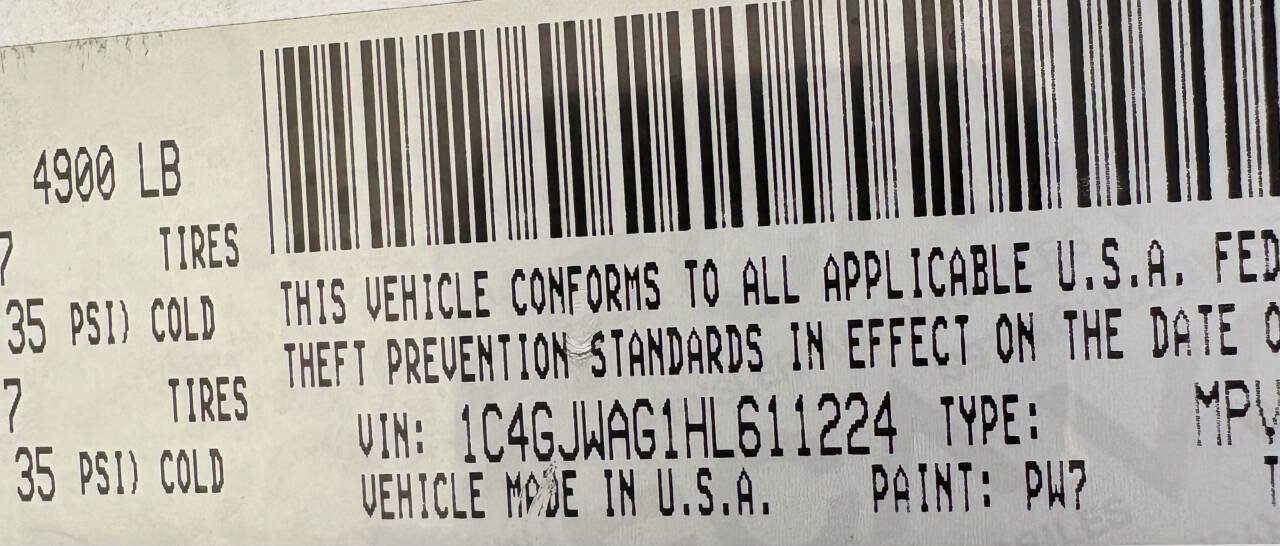 4900 LB
7 TIRES
35 PSI) COLD
7 TIRES
35 PSI) COLD
THIS VEHICLE CONFORMS TO ALL APPLICABLE U.S.A. FED
THEFT PREVENTION STANDARDS IN EFFECT ON THE DATE
VIN: 1C4GJWAG1HL611224 TYPE: MPV
VEHICLE MADE IN U.S.A. PAINT: PW7